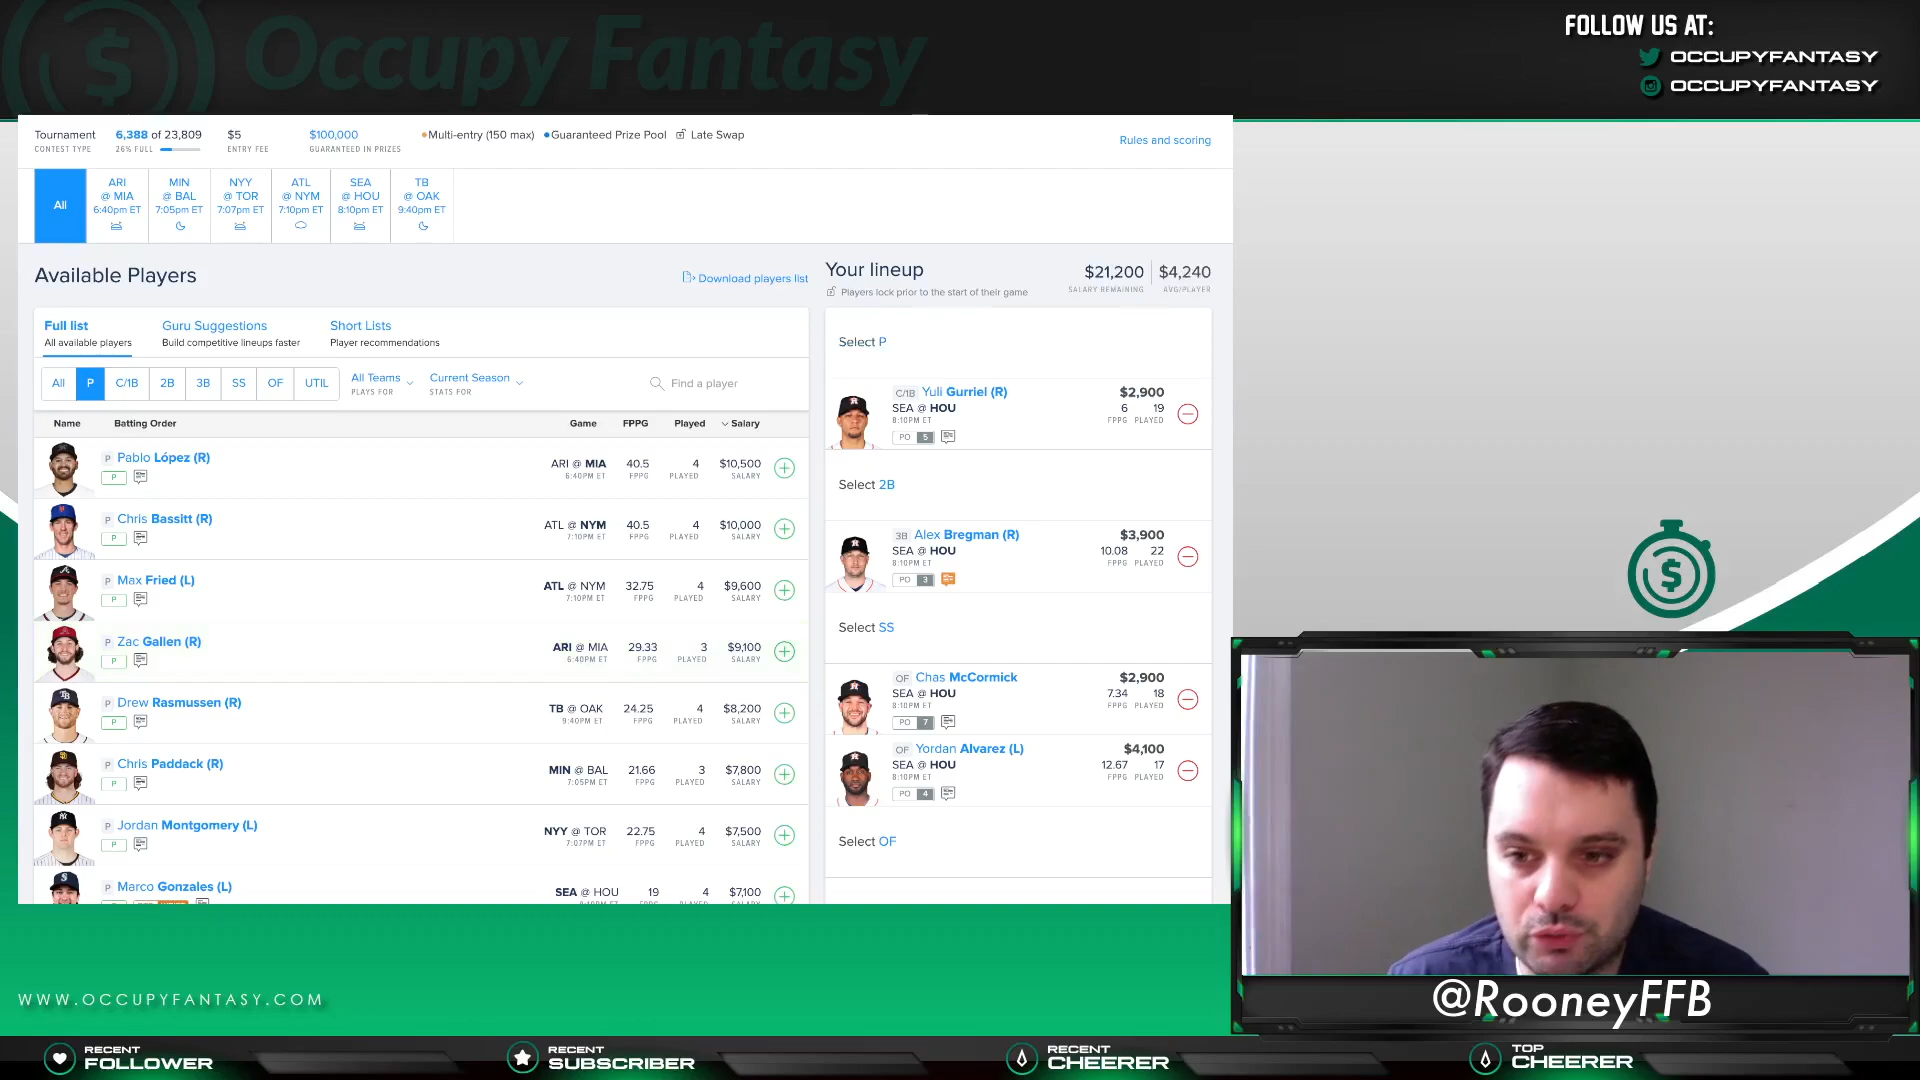 Occupy Fantasy
FOLLOW US AT:
OCCUPYFANTASY
OCCUPYFANTASY
Tournament 6,388 of 23,809 $5 $100,000 Multi-entry (150 max) Guaranteed Prize Pool Late Swap
CONTEST TYPE 26% FULL ENTRY FEE GUARANTEED IN PRIZES
Rules and scoring
All
ARI @ MIA 6:40pm ET
MIN @ BAL 7:05pm ET
NYY @ TOR 7:07pm ET
ATL @ NYM 7:10pm ET
SEA @ HOU 8:10pm ET
TB @ OAK 9:40pm ET
Available Players
Download players list
Full list Guru Suggestions Short Lists
All available players Build competitive lineups faster Player recommendations
All P C/1B 2B 3B SS OF UTIL
All Teams Current Season Find a player
PLAYS FOR STATS FOR
Name Batting Order Game FPPG Played Salary
P Pablo López (R) ARI @ MIA 40.5 4 $10,500
P 6:40PM ET FPPG PLAYED SALARY
P Chris Bassitt (R) ATL @ NYM 40.5 4 $10,000
P 7:10PM ET FPPG PLAYED SALARY
P Max Fried (L) ATL @ NYM 32.75 4 $9,600
P 7:10PM ET FPPG PLAYED SALARY
P Zac Gallen (R) ARI @ MIA 29.33 3 $9,100
P 6:40PM ET FPPG PLAYED SALARY
P Drew Rasmussen (R) TB @ OAK 24.25 4 $8,200
P 9:40PM ET FPPG PLAYED SALARY
P Chris Paddack (R) MIN @ BAL 21.66 3 $7,800
P 7:05PM ET FPPG PLAYED SALARY
P Jordan Montgomery (L) NYY @ TOR 22.75 4 $7,500
P 7:07PM ET FPPG PLAYED SALARY
P Marco Gonzales (L) SEA @ HOU 19 4 $7,100
Your lineup $21,200 $4,240
Players lock prior to the start of their game SALARY REMAINING AVG/PLAYER
Select P
C/1B Yuli Gurriel (R) $2,900
SEA @ HOU 6 19
8:10PM ET FPPG PLAYED
PO 5
Select 2B
3B Alex Bregman (R) $3,900
SEA @ HOU 10.08 22
8:10PM ET FPPG PLAYED
PO 3
Select SS
OF Chas McCormick $2,900
SEA @ HOU 7.34 18
8:10PM ET FPPG PLAYED
PO 7
OF Yordan Alvarez (L) $4,100
SEA @ HOU 12.67 17
8:10PM ET FPPG PLAYED
PO 4
Select OF
@RooneyFFB
WWW.OCCUPYFANTASY.COM
RECENT FOLLOWER
RECENT SUBSCRIBER
RECENT CHEERER
TOP CHEERER